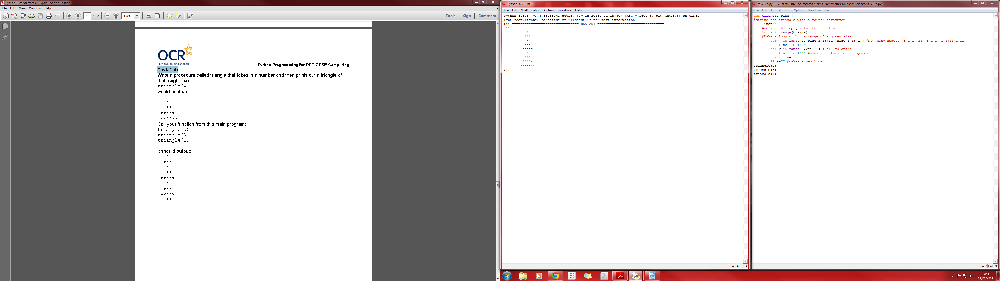 Python Tutorial from OCR.pdf - Adobe Reader
File Edit View Window Help
21 / 32 100% Tools Sign Comment
OCR
RECOGNISING ACHIEVEMENT
Python Programming for OCR GCSE Computing
Task 10b
Write a procedure called triangle that takes in a number and then prints out a triangle of
that height. so
triangle(4)
would print out:
*
***
*****
*******
Call your function from this main program:
triangle(2)
triangle(3)
triangle(4)
it should output:
*
***
*
***
*****
*
***
*****
*******
Python 3.3.3 Shell
File Edit Shell Debug Options Windows Help
Python 3.3.3 (v3.3.3:c3896275c0f6, Nov 18 2013, 21:19:30) [MSC v.1600 64 bit (AMD64)] on win32
Type "copyright", "credits" or "license()" for more information.
>>> ================================ RESTART ================================
>>>
*
***
*
***
*****
*
***
*****
*******
>>>
Ln: 14 Col: 4
task10b.py - C:/Users/Hiru/Documents/Queens Homework/Computer Science/task10b.py
File Edit Format Run Options Windows Help
def triangle(size):
#define the triangle with a "size" parameter
    line=""
    #define the empty value for the line
    for i in range(0,size):
    #Make a loop with the range of a given size
        for j in range(0,(size-1-i)+11-(size-1-i)-i): #how many spaces (3-1-1)+11-(3-1-1)-1=1+11-1=11
            line=line+" "
        for k in range(0,2*i+1): #2*1+1=3 stars
            line=line+"*" #adds the stars to the spaces
        print(line)
        line="" #makes a new line
triangle(2)
triangle(3)
triangle(4)
Ln: 7 Col: 71
17:41
14/01/2014